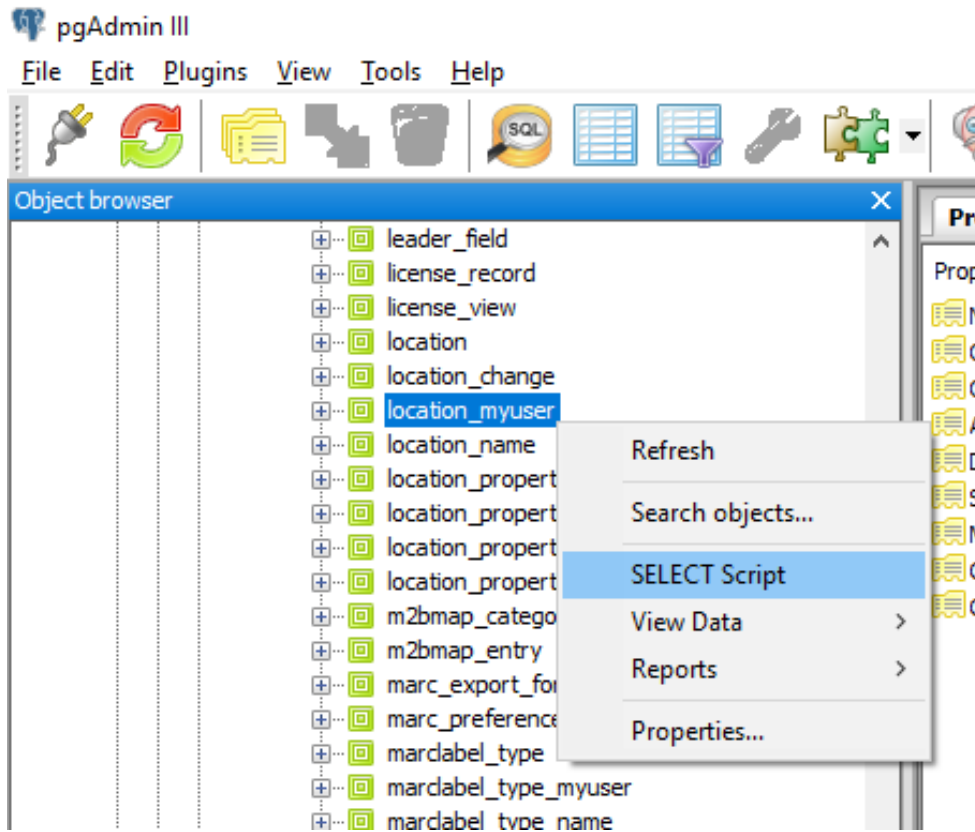 pgAdmin III
File Edit Plugins View Tools Help
SQL
Object browser
leader_field
license_record
license_view
location
location_change
location_myuser
location_name
Refresh
Search objects...
SELECT Script
View Data
Reports
Properties...
m2bmap_entry
marclabel_type
marclabel_type_myuser
marclabel_type_name